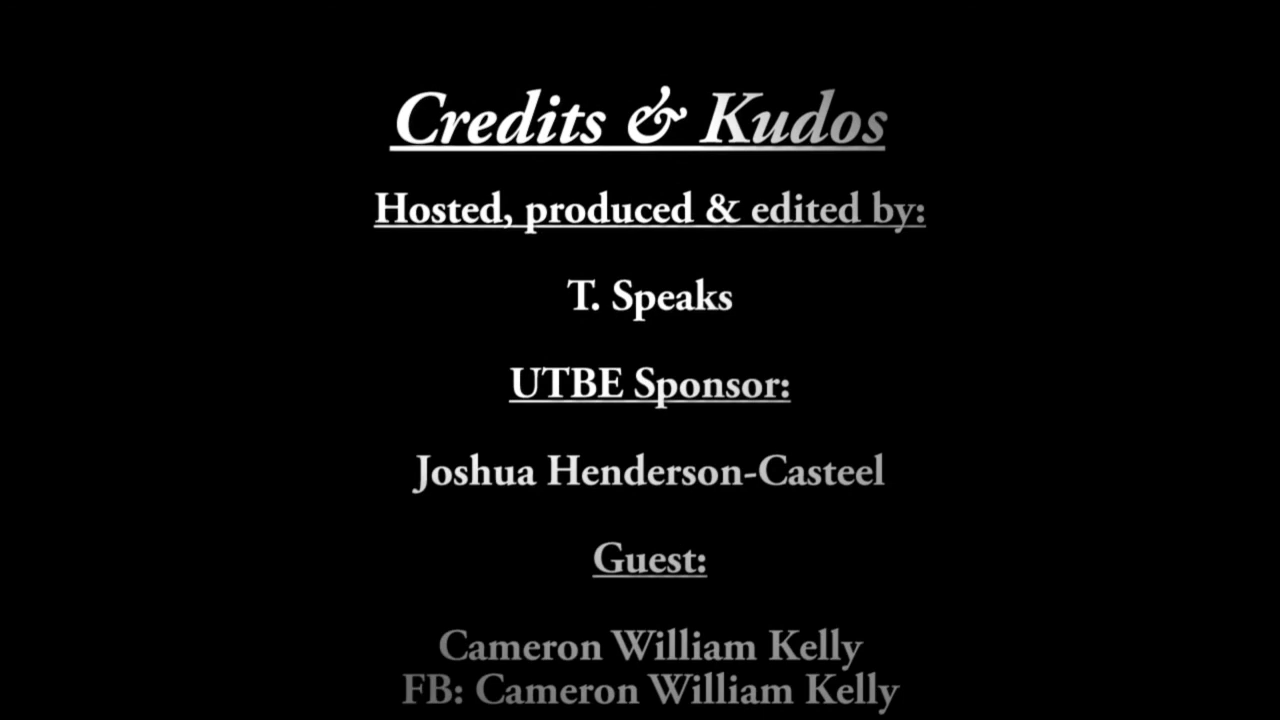 Credits & Kudos
Hosted, produced & edited by:
T. Speaks
UTBE Sponsor:
Joshua Henderson-Casteel
Guest:
Cameron William Kelly
FB: Cameron William Kelly